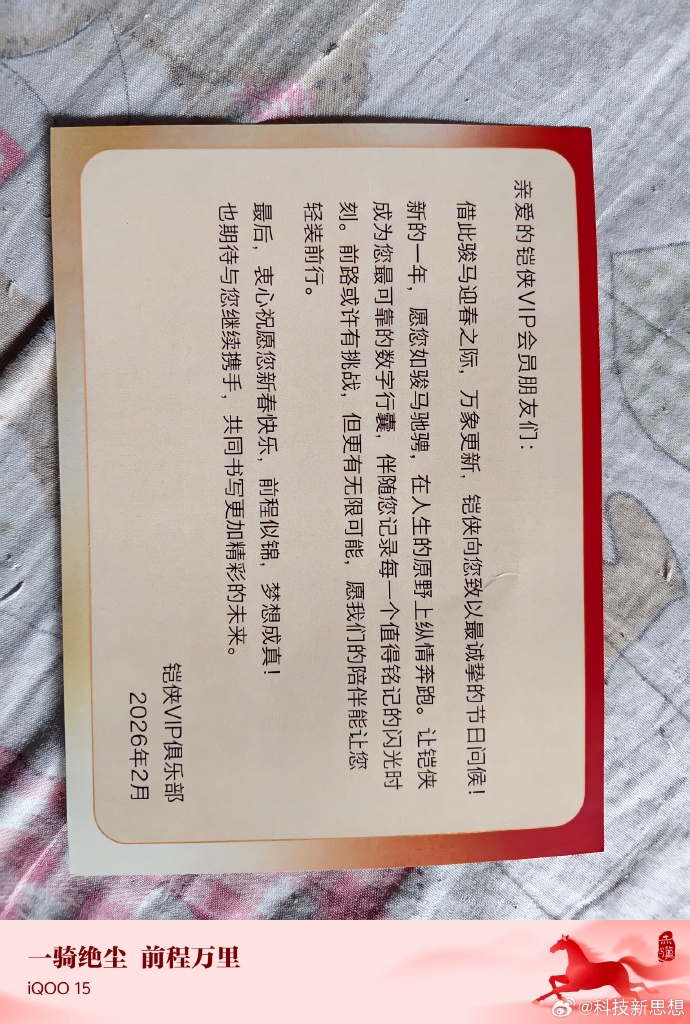 亲爱的铠侠VIP会员朋友们：
借此骏马迎春之际，万象更新，铠侠向您致以最诚挚的节日问候！
新的一年，愿您如骏马驰骋，在人生的原野上纵情奔跑。让铠侠
成为您最可靠的数字行囊，伴随您记录每一个值得铭记的闪光时
刻。前路或许有挑战，但更有无限可能，愿我们的陪伴能让您
轻装前行。
最后，衷心祝愿您新春快乐，前程似锦，梦想成真！
也期待与您继续携手，共同书写更加精彩的未来。
铠侠VIP俱乐部
2026年2月
一骑绝尘 前程万里
iQOO 15
@科技新思想